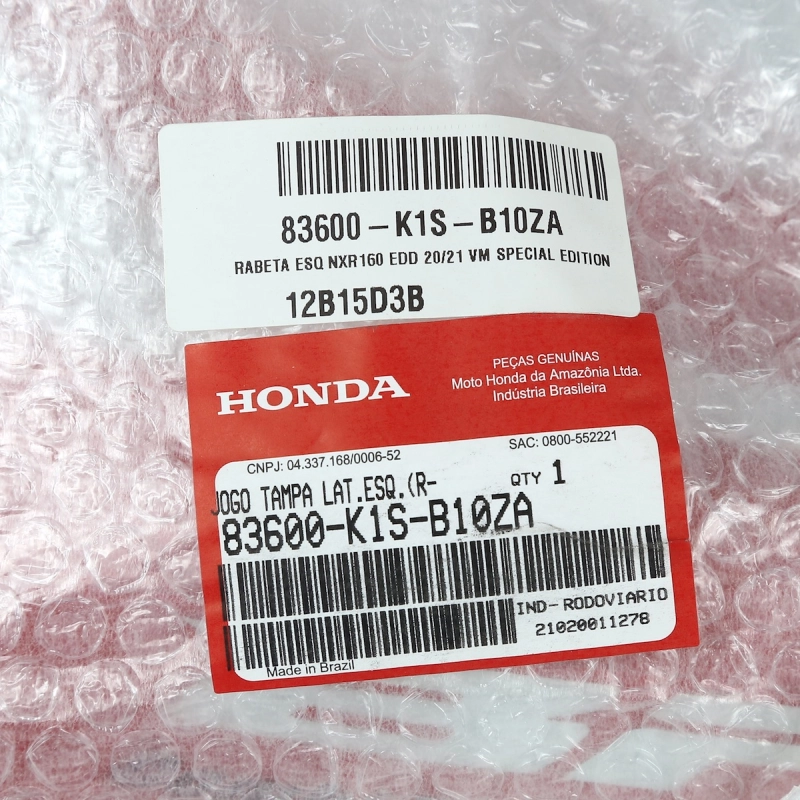 83600-K1S-B10ZA
RABETA ESQ NXR160 EDD 20/21 VM SPECIAL EDITION
12B15D3B
HONDA
PEÇAS GENUÍNAS
Moto Honda da Amazônia Ltda.
Indústria Brasileira
CNPJ: 04.337.168/0006-52
SAC: 0800-552221
JOGO TAMPA LAT.ESQ.(R-
QTY 1
83600-K1S-B10ZA
IND-RODOVIARIO
21020011278
Made in Brazil